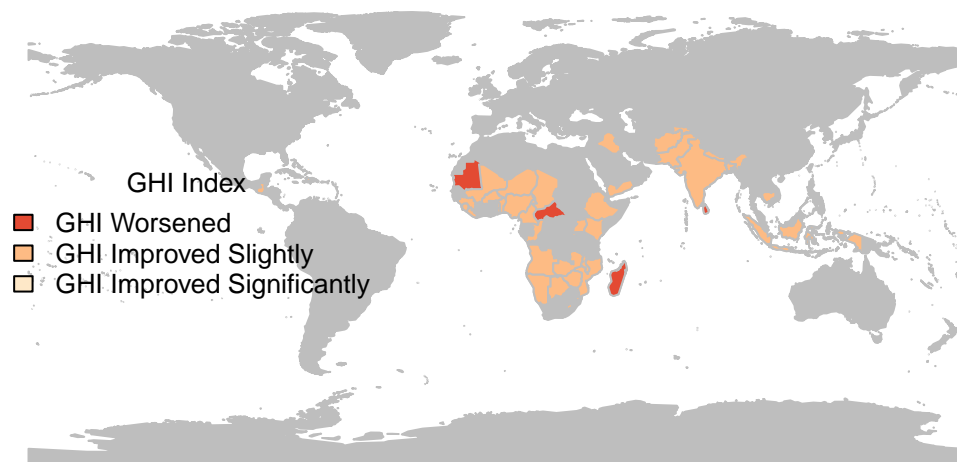 GHI Index
GHI Worsened
GHI Improved Slightly
GHI Improved Significantly